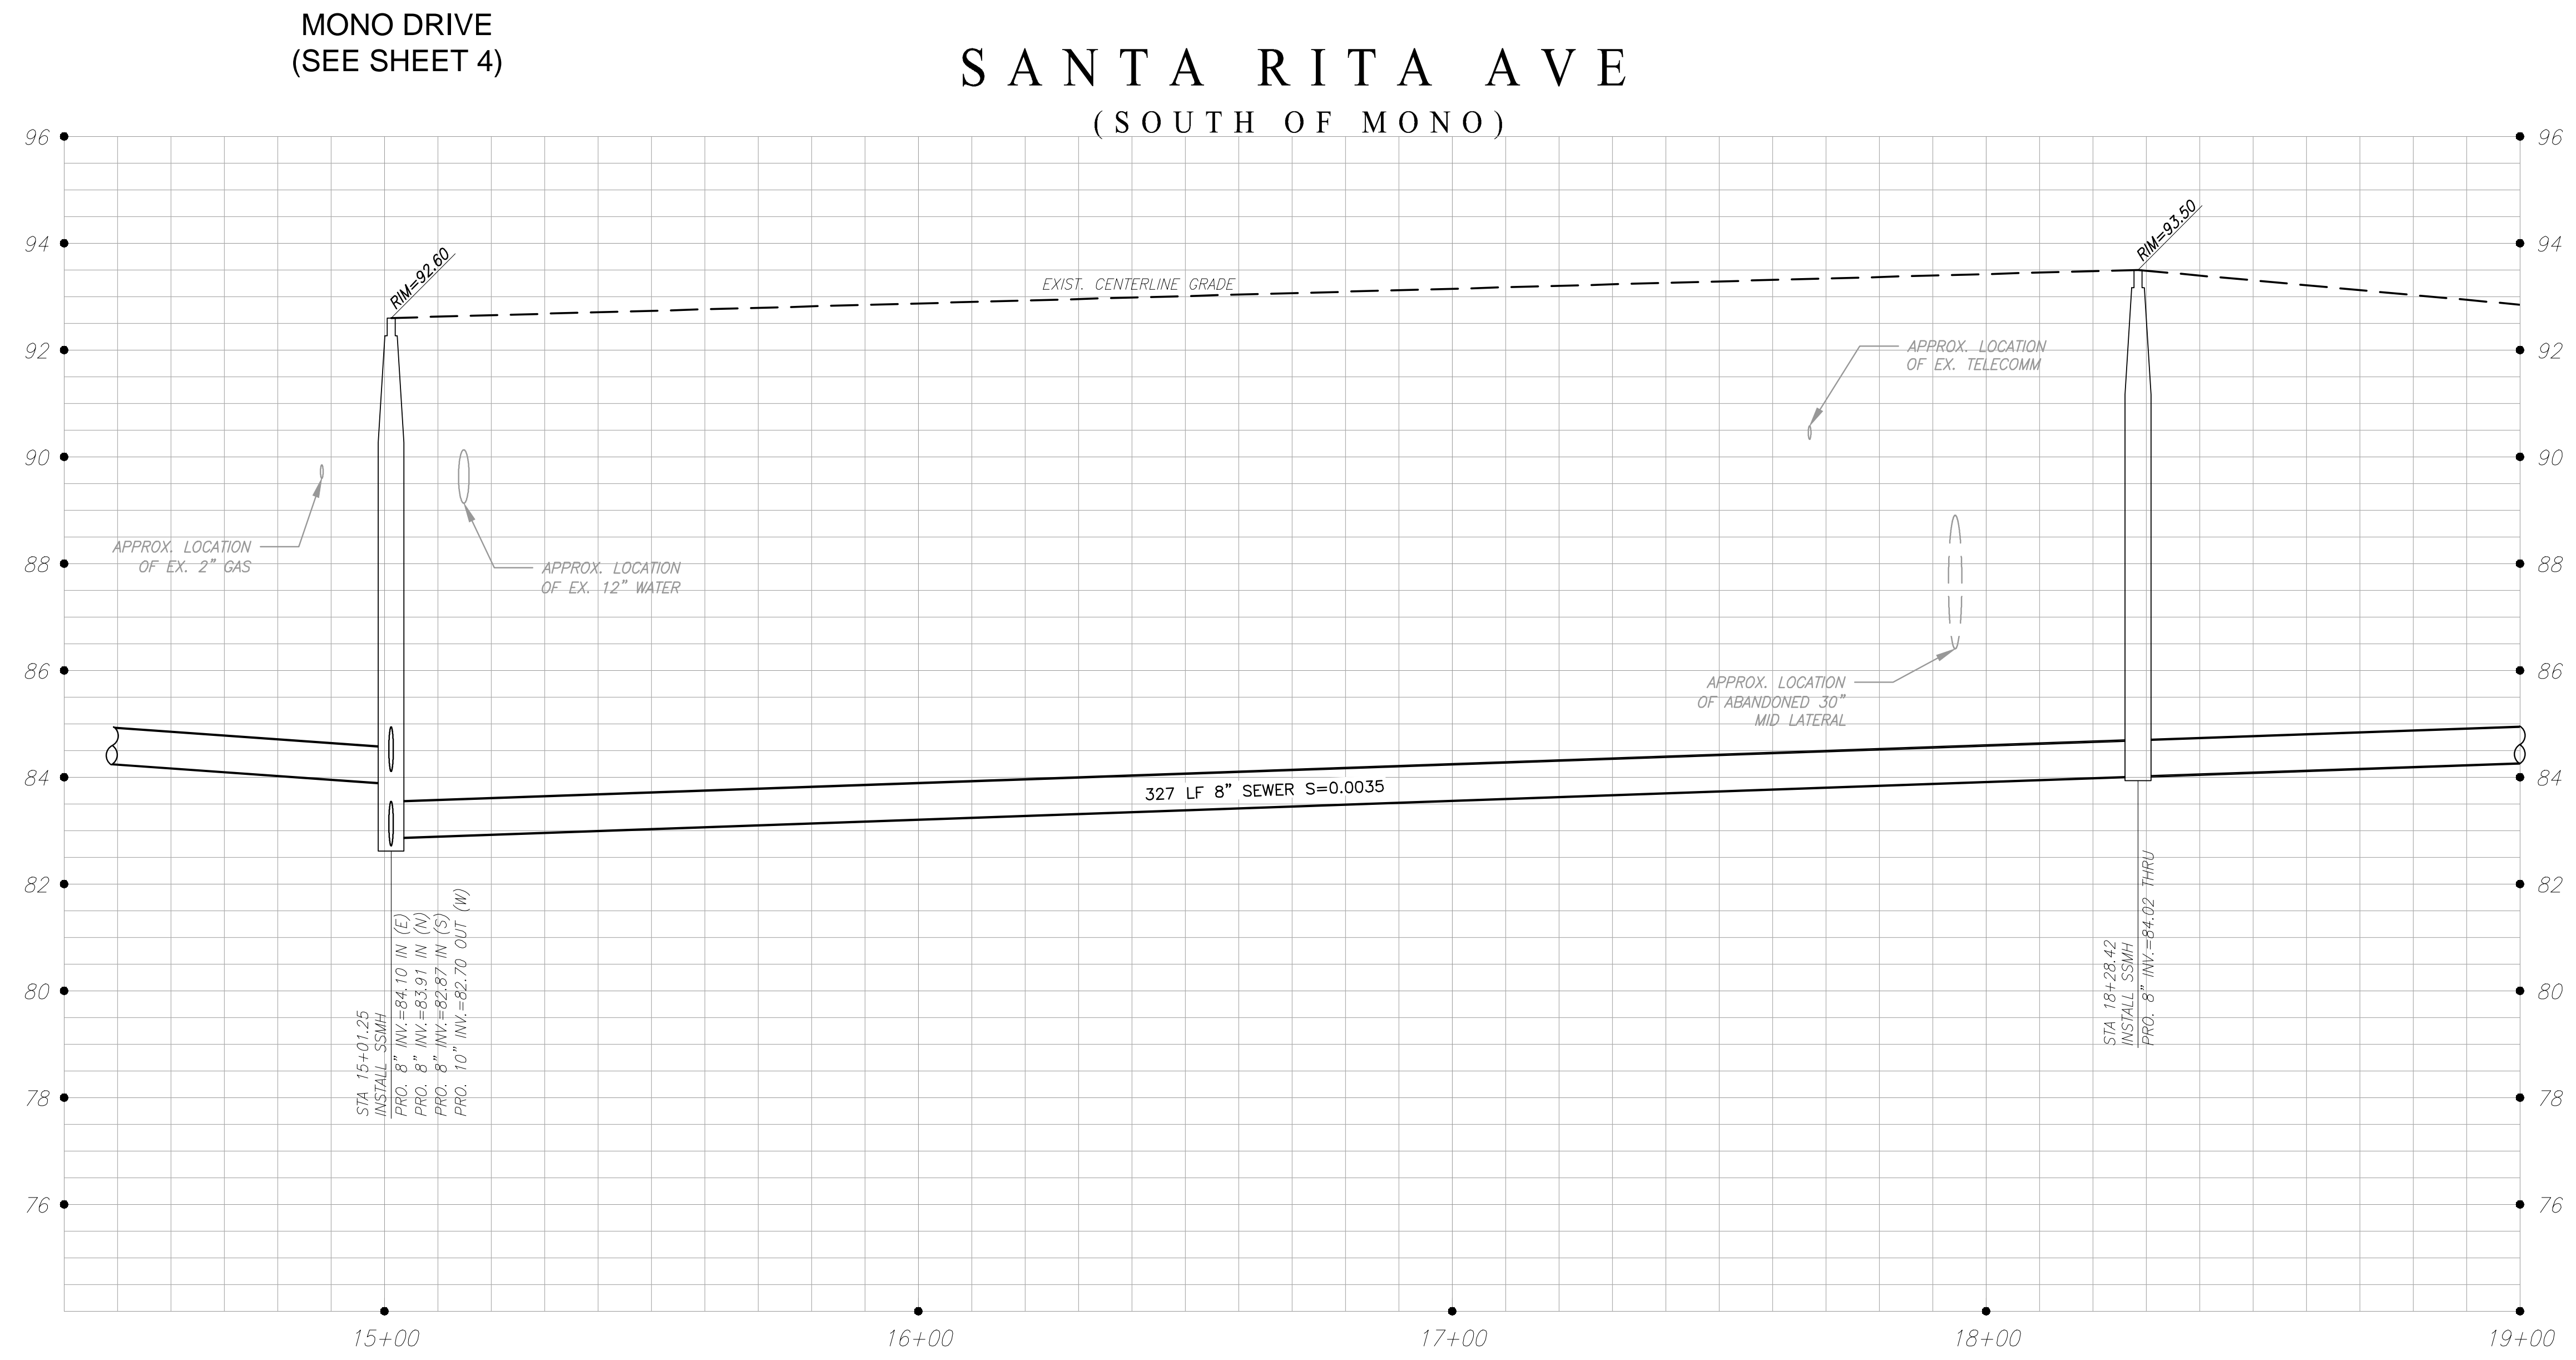 MONO DRIVE
(SEE SHEET 4)
SANTA RITA AVE
(SOUTH OF MONO)
96
96
94
94
92
92
90
90
88
88
86
86
84
84
82
82
80
80
78
78
76
76
RIM=92.60
RIM=93.50
EXIST. CENTERLINE GRADE
APPROX. LOCATION
OF EX. TELECOMM
APPROX. LOCATION
OF EX. 2" GAS
APPROX. LOCATION
OF EX. 12" WATER
APPROX. LOCATION
OF ABANDONED 30"
MID LATERAL
327 LF 8" SEWER S=0.0035
STA 15+01.25
INSTALL SSMH
PRO. 8" INV.=84.10 IN (E)
PRO. 8" INV.=83.91 IN (N)
PRO. 8" INV.=82.87 IN (S)
PRO. 10" INV.=82.70 OUT (W)
STA 18+28.42
INSTALL SSMH
PRO. 8" INV.=84.02 THRU
15+00
16+00
17+00
18+00
19+00